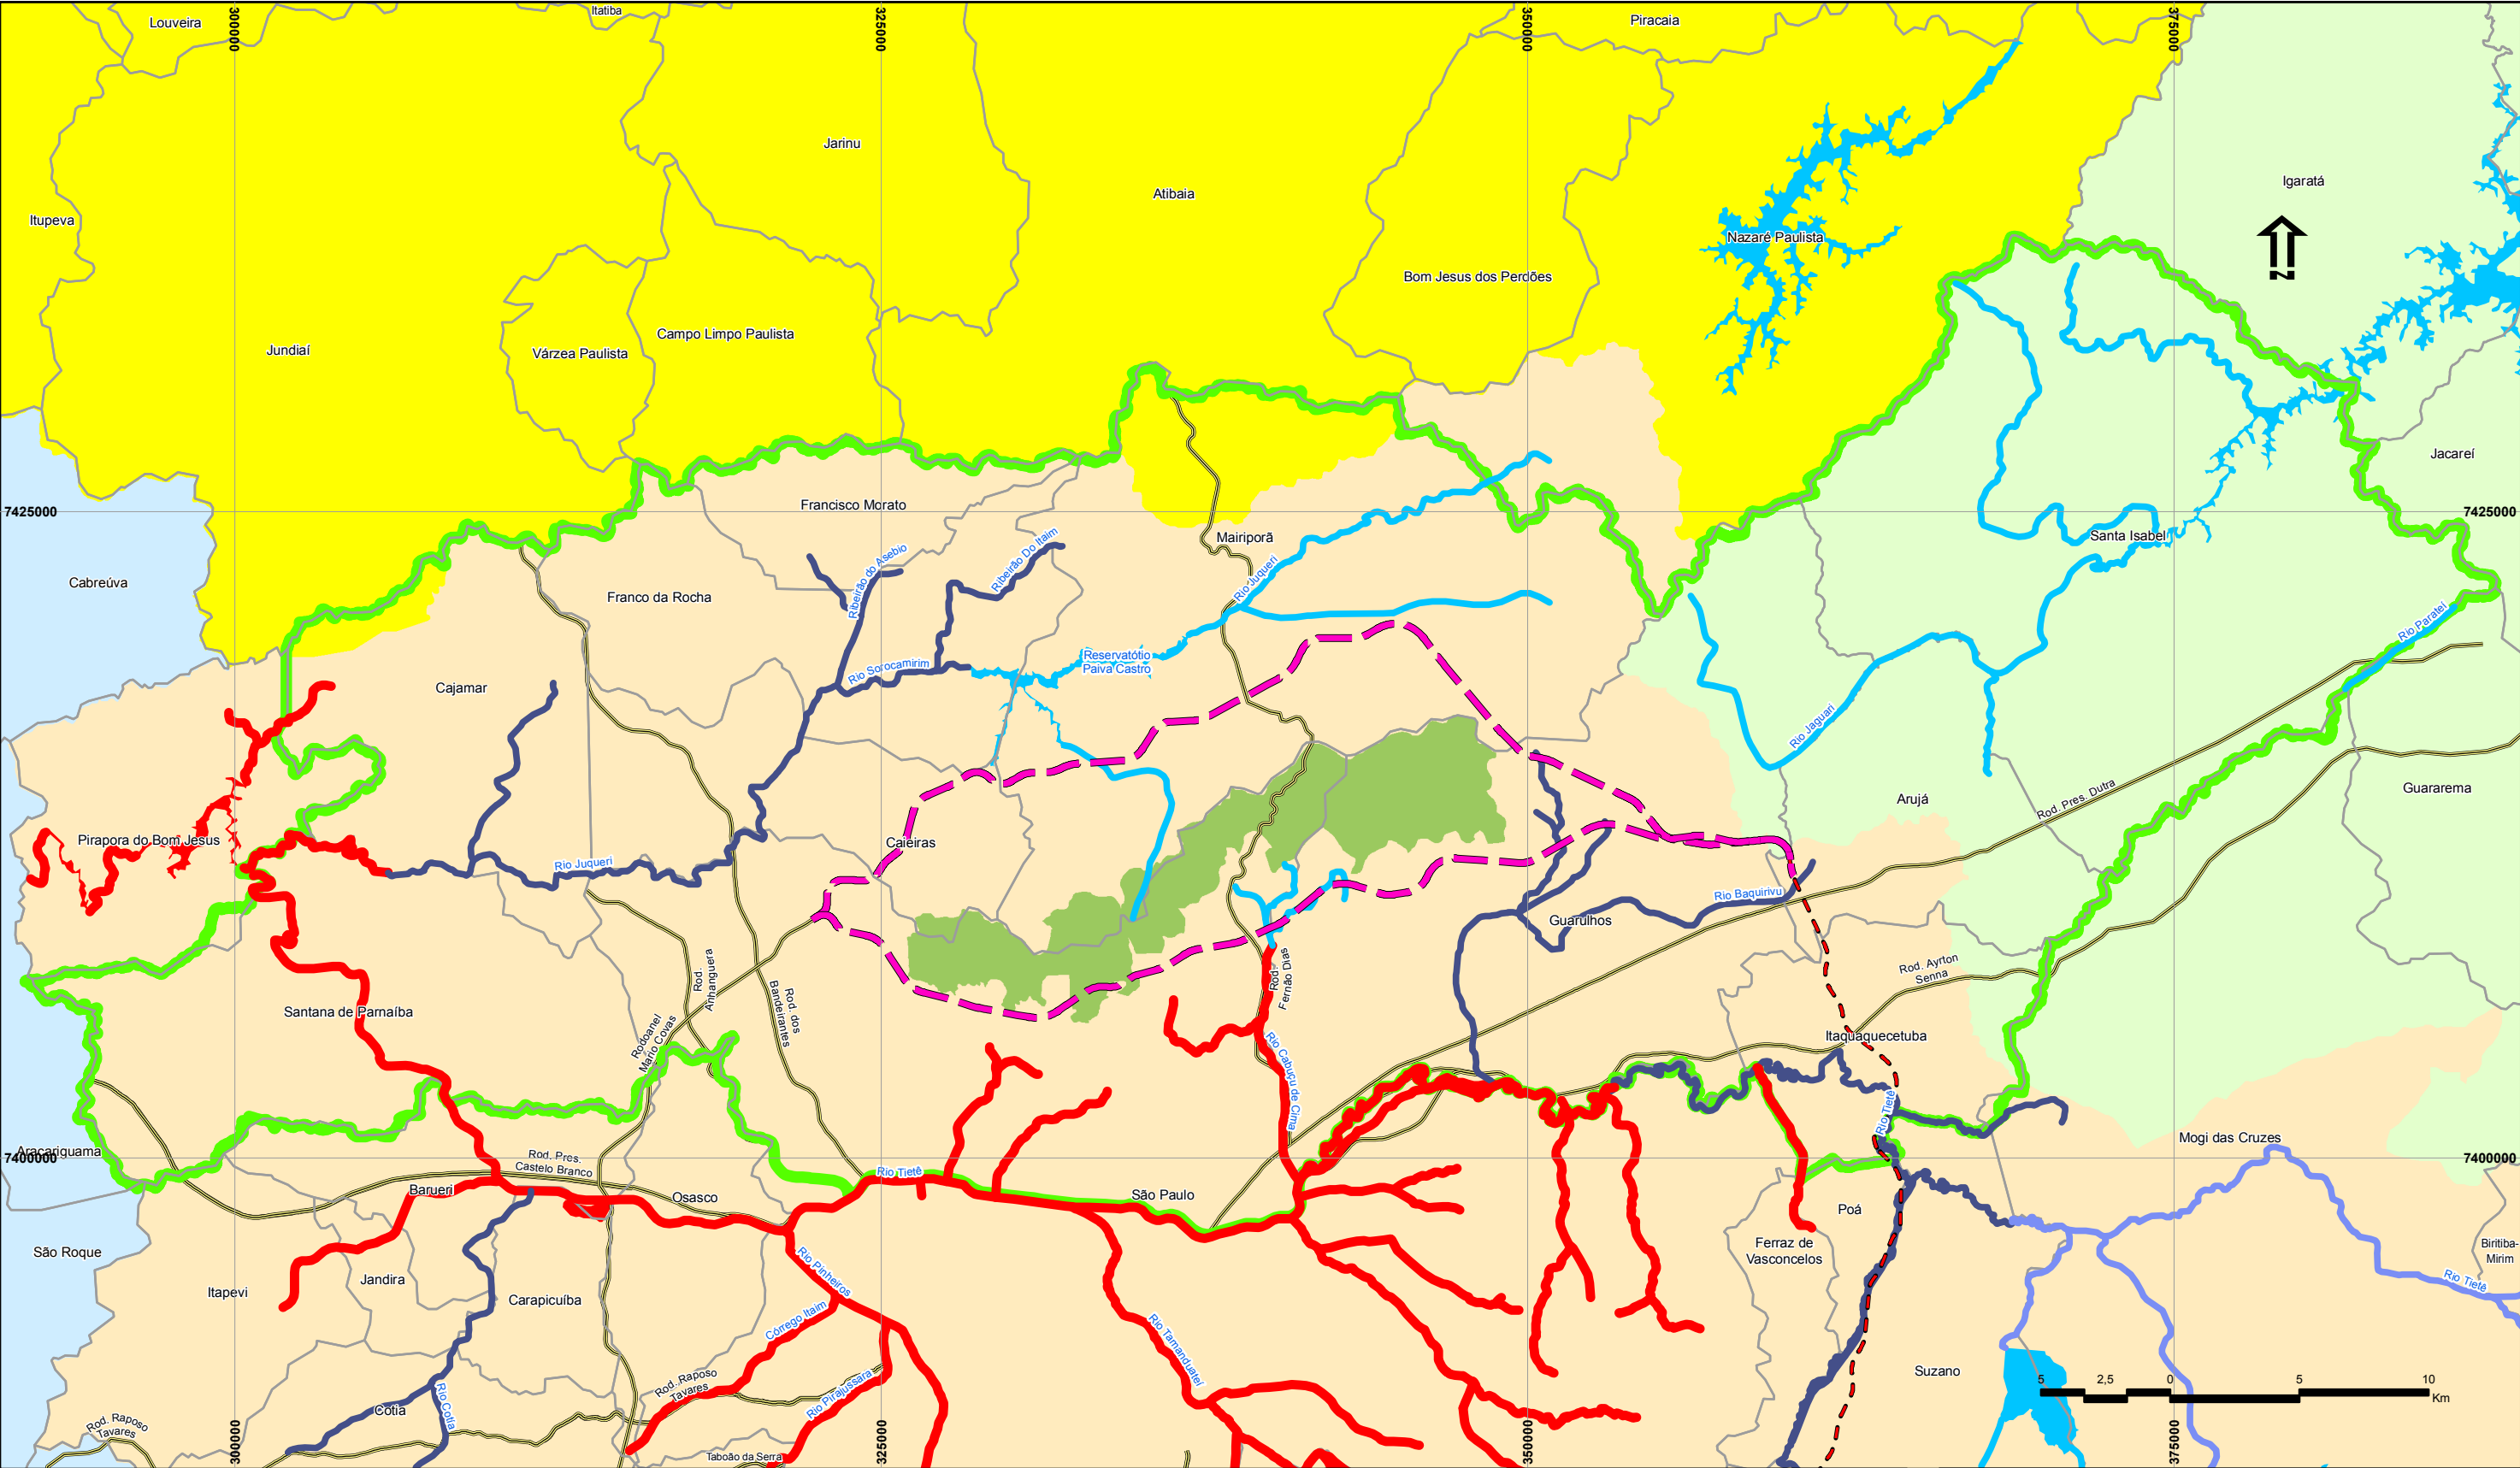 Louveira
300000
Itatiba
325000
350000
Piracaia
375000
Jarinu
Atibaia
Igaratá
Itupeva
Nazaré Paulista
N
Bom Jesus dos Perdões
Campo Limpo Paulista
Jundiaí
Várzea Paulista
Jacareí
Francisco Morato
7425000
7425000
Mairiporã
Santa Isabel
Ribeirão do Asebio
Ribeirão Do Itaim
Rio Juqueri
Cabreúva
Franco da Rocha
Rio Parateí
Reservatótio
Paiva Castro
Rio Sorocamirim
Cajamar
Rio Jaguari
Guararema
Rod. Pres. Dutra
Arujá
Pirapora do Bom Jesus
Caieiras
Rio Juqueri
Rio Baquirivu
Guarulhos
Rod.
Anhanguera
Rod.
Fernão Dias
Rod. Ayrton
Senna
Santana de Parnaíba
Rod. dos
Bandeirantes
Rodoanel
Mário Covas
Itaquaquecetuba
Rio Cabuçu de Cima
Rio Tietê
Mogi das Cruzes
Araçariguama
7400000
7400000
Rod. Pres.
Castelo Branco
Rio Tietê
Barueri
Osasco
São Paulo
Poá
Ferraz de
Vasconcelos
Biritiba-
Mirim
São Roque
Itapevi
Jandira
Carapicuíba
Rio Pinheiros
Córrego Itaim
Rio Tamanduateí
Rio Tietê
Suzano
5
2,5
0
5
10
Km
Rod. Raposo
Tavares
Rio Pirajussara
Cotia
Rio Cotia
Rod. Raposo
Tavares
Taboão da Serra
300000
325000
350000
375000